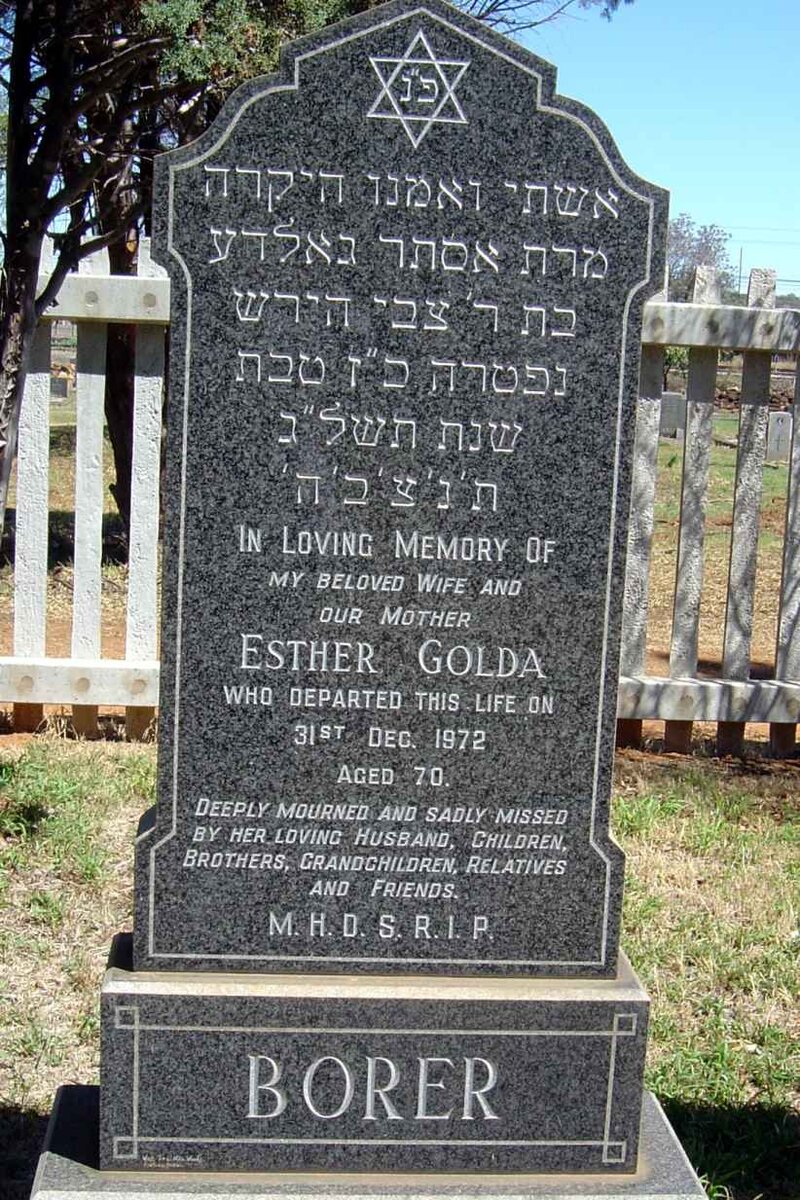 פ"נ
אשתי ואמנו היקרה
מרת אסתר גאלדע
בת ר' צבי הירש
נפטרה כ"ז טבת
שנת תשל"ג
ת'נ'צ'ב'ה'
IN LOVING MEMORY OF
MY BELOVED WIFE AND
OUR MOTHER
ESTHER GOLDA
WHO DEPARTED THIS LIFE ON
31ST DEC. 1972
AGED 70.
DEEPLY MOURNED AND SADLY MISSED
BY HER LOVING HUSBAND, CHILDREN,
BROTHERS, GRANDCHILDREN, RELATIVES
AND FRIENDS.
M.H.D.S.R.I.P.
BORER